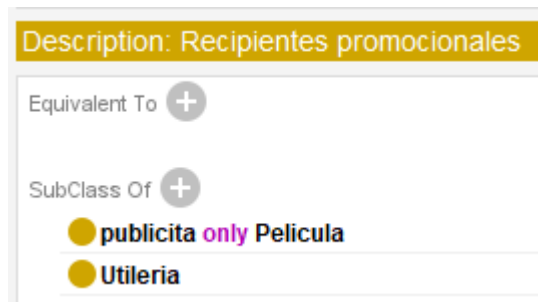 Description: Recipientes promocionales
Equivalent To
SubClass Of
publicita only Pelicula
Utileria